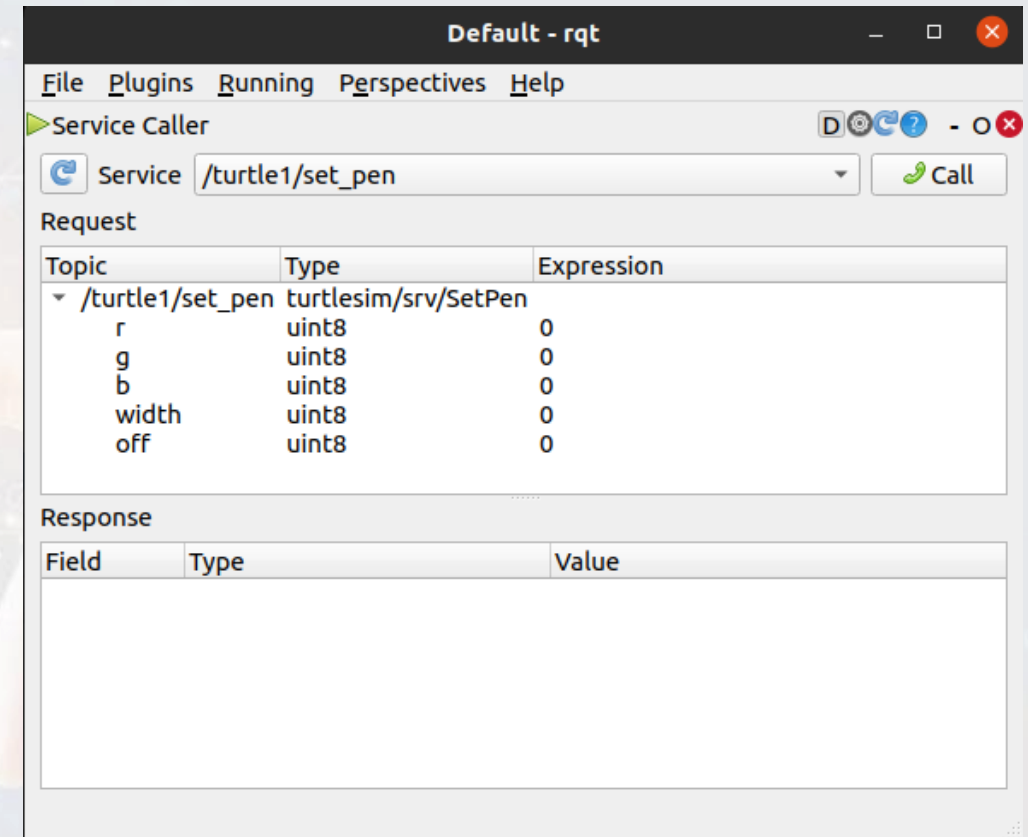 Default - rqt
File Plugins Running Perspectives Help
Service Caller D ? - O
Service /turtle1/set_pen Call
Request
Topic Type Expression
/turtle1/set_pen turtlesim/srv/SetPen
r uint8 0
g uint8 0
b uint8 0
width uint8 0
off uint8 0
Response
Field Type Value